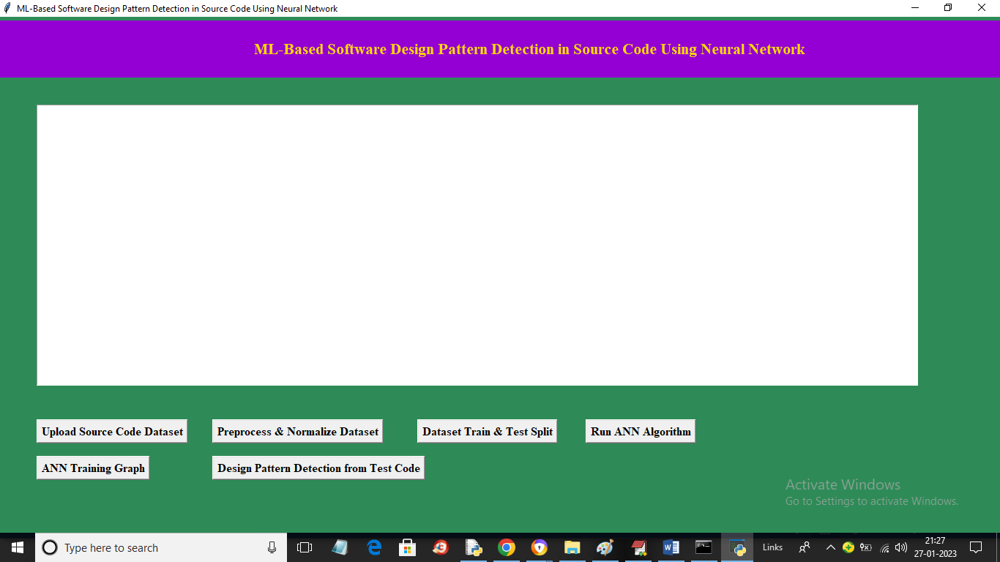 ML-Based Software Design Pattern Detection in Source Code Using Neural Network
ML-Based Software Design Pattern Detection in Source Code Using Neural Network
Upload Source Code Dataset
Preprocess & Normalize Dataset
Dataset Train & Test Split
Run ANN Algorithm
ANN Training Graph
Design Pattern Detection from Test Code
Activate Windows
Go to Settings to activate Windows.
Type here to search
Links
21:27
27-01-2023